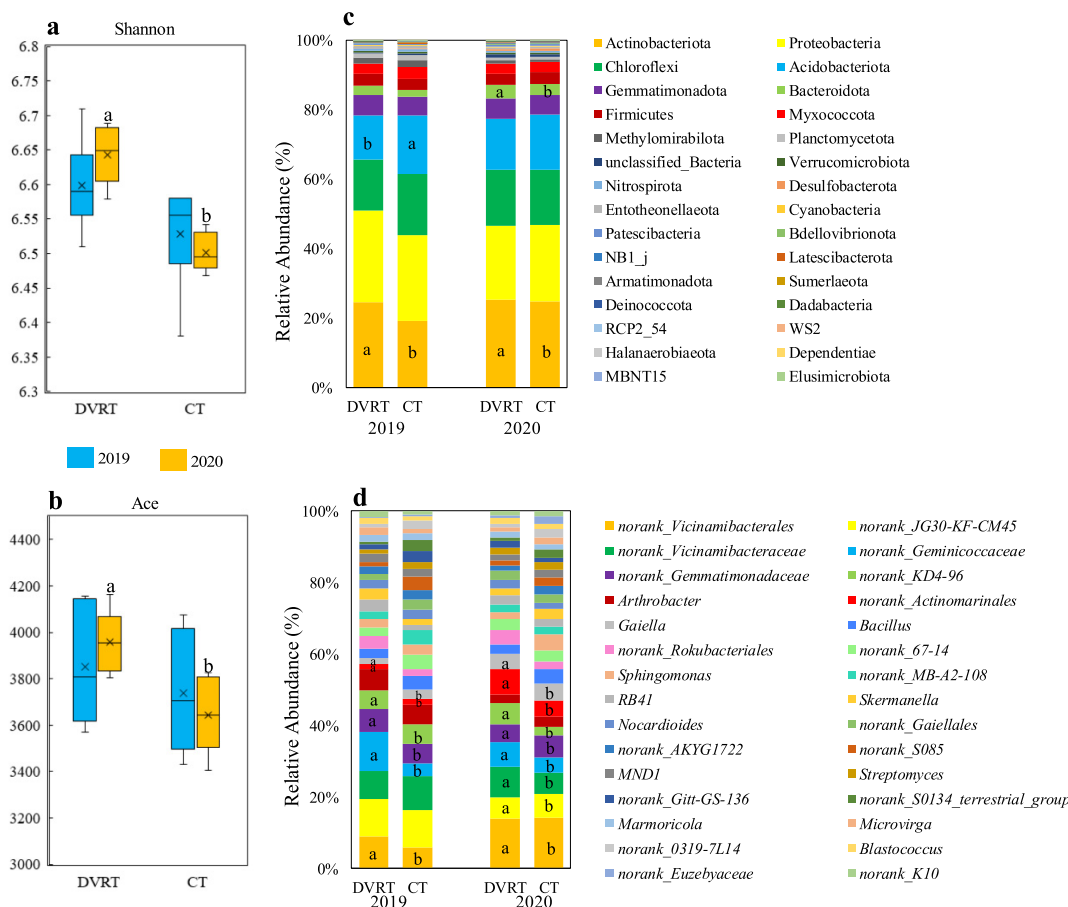 a
Shannon
6.8
6.75
6.7
6.65
6.6
6.55
6.5
6.45
6.4
6.35
6.3
a
b
DVRT
CT
2019
2020
b
Ace
4400
4200
4000
3800
3600
3400
3200
3000
a
b
DVRT
CT
c
Relative Abundance (%)
100%
80%
60%
40%
20%
0%
b
a
a
b
a
b
a
b
DVRT
CT
DVRT
CT
2019
2020
Actinobacteriota
Proteobacteria
Chloroflexi
Acidobacteriota
Gemmatimonadota
Bacteroidota
Firmicutes
Myxococcota
Methylomirabilota
Planctomycetota
unclassified_Bacteria
Verrucomicrobiota
Nitrospirota
Desulfobacterota
Entotheonellaeota
Cyanobacteria
Patescibacteria
Bdellovibrionota
NB1_j
Latescibacterota
Armatimonadota
Sumerlaeota
Deinococcota
Dadabacteria
RCP2_54
WS2
Halanaerobiaeota
Dependentiae
MBNT15
Elusimicrobiota
d
Relative Abundance (%)
100%
80%
60%
40%
20%
0%
a
a
a
a
a
b
b
b
b
b
b
a
a
a
a
a
a
a
a
b
b
b
b
b
b
b
b
DVRT
CT
DVRT
CT
2019
2020
norank_Vicinamibacterales
norank_JG30-KF-CM45
norank_Vicinamibacteraceae
norank_Geminicoccaceae
norank_Gemmatimonadaceae
norank_KD4-96
Arthrobacter
norank_Actinomarinales
Gaiella
Bacillus
norank_Rokubacteriales
norank_67-14
Sphingomonas
norank_MB-A2-108
RB41
Skermanella
Nocardioides
norank_Gaiellales
norank_AKYG1722
norank_S085
MND1
Streptomyces
norank_Gitt-GS-136
norank_S0134_terrestrial_group
Marmoricola
Microvirga
norank_0319-7L14
Blastococcus
norank_Euzebyaceae
norank_K10